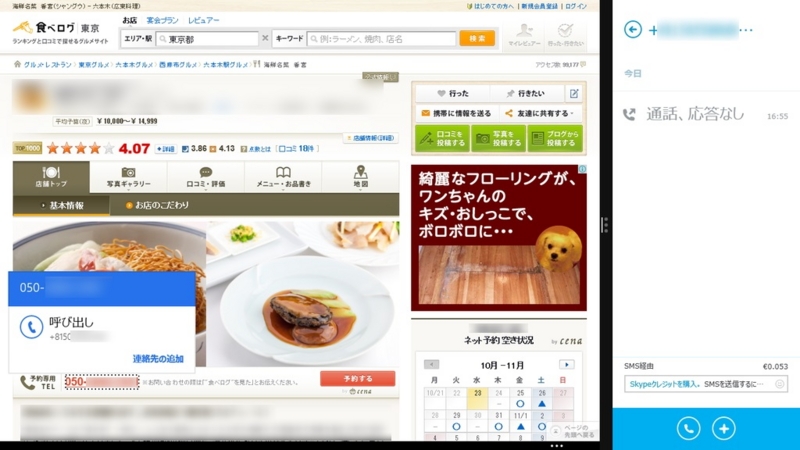 海鮮名菜 香宮(シャングウ) - 六本木(広東料理)
はじめての方へ | 新規会員登録 | ログイン
食べログ 東京
ランキングと口コミで探せるグルメサイト
お店 宴会プラン レビュアー
エリア・駅 東京都 キーワード 例:ラーメン、焼肉、店名 検索
マイレビュアー 行った・行きたい
グルメ・レストラン 東京グルメ 六本木グルメ 西麻布グルメ 六本木駅グルメ 海鮮名菜 香宮
平均予算(夜) ￥10,000～￥14,999
店舗情報(詳細)
TOP1000 4.07 詳細 3.86 4.13 点数とは [ 口コミ 18件 ]
店舗トップ 写真ギャラリー 口コミ・評価 メニュー・お品書き 地図
基本情報 お店のこだわり
050-
呼び出し
+8150
連絡先の追加
予約専用
TEL
050-
※お問い合わせの際は「"食べログ"を見た」とお伝えください。
予約する
by cena
行った 行きたい
携帯に情報を送る 友達に共有する
口コミを投稿する 写真を投稿する ブログから投稿する
綺麗なフローリングが、
ワンちゃんの
キズ・おしっこで、
ボロボロに・・・
ネット予約 空き状況 by cena
10月 ～11月
月 火 水 木 金 土 日
10/21 22 23 24 25 26 27
28 29 30 31 11/1 2 3
4 5 6 7 8 9
ページの
先頭へ戻る
+
今日
通話、応答なし 16:55
SMS経由 €0.053
Skypeクレジットを購入。SMSを送信するに…